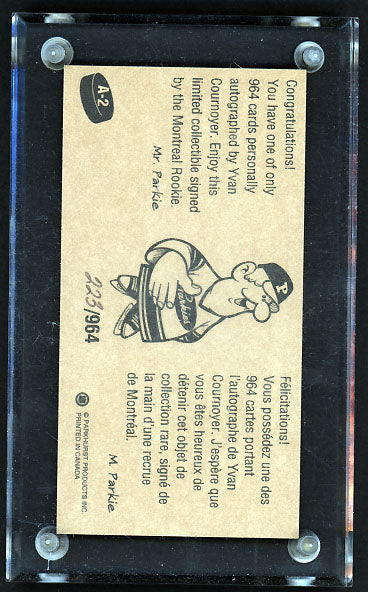 A-2
Congratulations!
You have one of only
964 cards personally
autographed by Yvan
Cournoyer. Enjoy this
limited collectible signed
by the Montreal Rookie.
Mr. Parkie
P
Parkies
223/964
Félicitations!
Vous possédez une des
964 cartes portant
l'autographe de Yvan
Cournoyer. J'espère que
vous êtes heureux de
détenir cet objet de
collection rare, signé de
la main d'une recrue
de Montréal.
M. Parkie
© PARKHURST PRODUCTS INC.
PRINTED IN CANADA